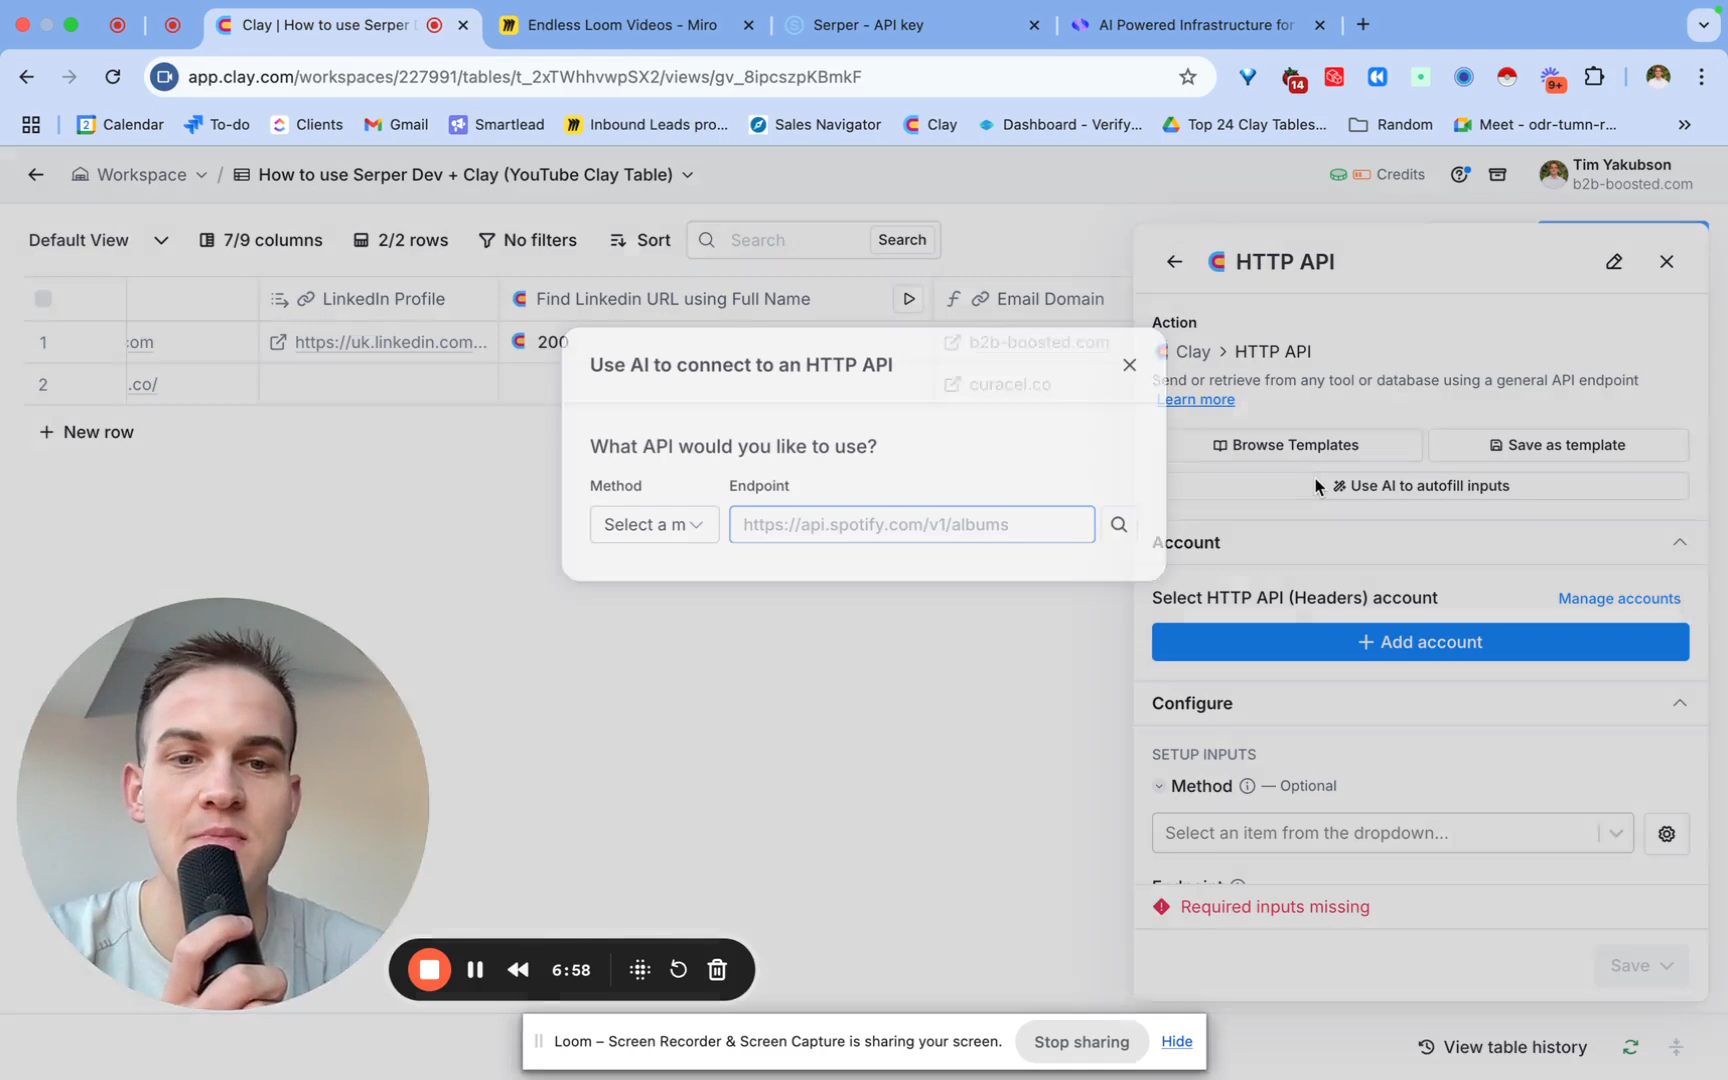 Clay | How to use Serper
Endless Loom Videos - Miro
Serper - API key
AI Powered Infrastructure for
app.clay.com/workspaces/227991/tables/t_2xTWhhvwpSX2/views/gv_8ipcszpKBmkF
14
9+
Calendar
To-do
Clients
Gmail
Smartlead
Inbound Leads pro...
Sales Navigator
Clay
Dashboard - Verify,...
Top 24 Clay Tables...
Random
Meet - odr-tumn-r...
Workspace / How to use Serper Dev + Clay (YouTube Clay Table)
Credits
Tim Yakubson
b2b-boosted.com
Default View
7/9 columns
2/2 rows
No filters
Sort
Search
Search
LinkedIn Profile
Find Linkedin URL using Full Name
Email Domain
1
com
https://uk.linkedin.com...
200
b2b-boosted.com
2
.co/
curacel.co
+ New row
Use AI to connect to an HTTP API
What API would you like to use?
Method
Endpoint
Select a m
https://api.spotify.com/v1/albums
HTTP API
Action
Clay > HTTP API
Send or retrieve from any tool or database using a general API endpoint
Learn more
Browse Templates
Save as template
Use AI to autofill inputs
Account
Select HTTP API (Headers) account
Manage accounts
+ Add account
Configure
SETUP INPUTS
Method — Optional
Select an item from the dropdown...
Endpoint
Required inputs missing
Save
6:58
Loom – Screen Recorder & Screen Capture is sharing your screen.
Stop sharing
Hide
View table history